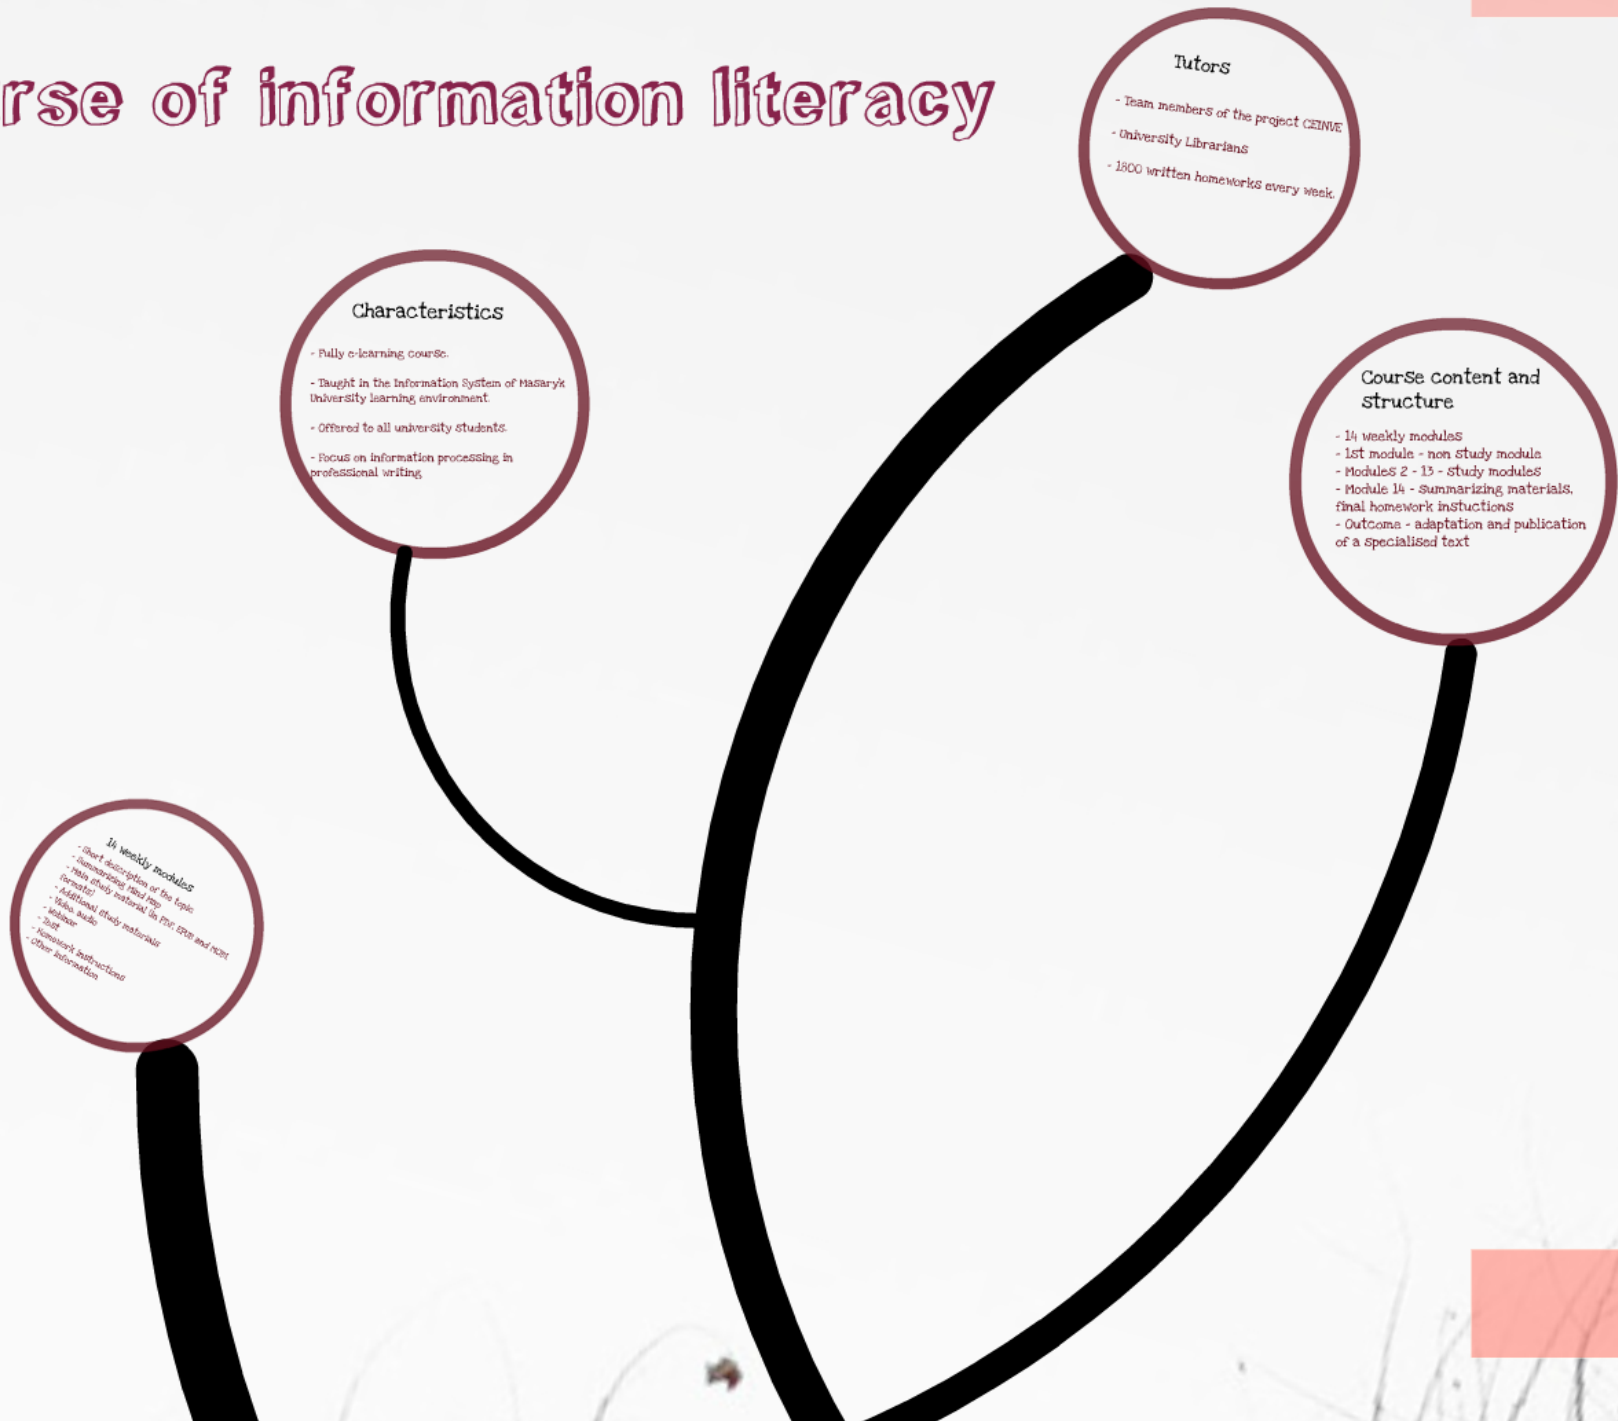 rse of information literacy
Tutors
- Team members of the project CEINVE
- University Librarians
- 1800 written homeworks every week.
Characteristics
- Fully e-learning course.
- Taught in the Information System of Masaryk
University learning environment.
- Offered to all university students.
- Focus on information processing in
professional writing
Course content and
structure
- 14 weekly modules
- 1st module - non study module
- Modules 2 - 13 - study modules
- Module 14 - summarizing materials,
final homework instuctions
- Outcome - adaptation and publication
of a specialised text
14 weekly modules
- Short description of the topic
- Summarizing Mind Map
- Main study material (in PDF, EPUB and MOBI
formats)
- Additional study materials
- Video, audio
- Webinar
- Test
- Homework instructions
- Other information